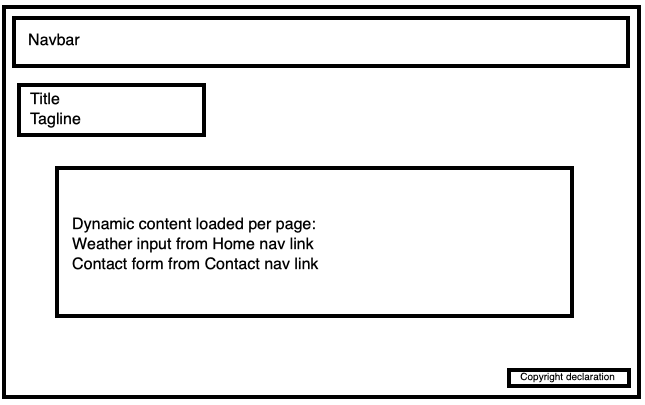 Navbar
Title
Tagline
Dynamic content loaded per page:
Weather input from Home nav link
Contact form from Contact nav link
Copyright declaration